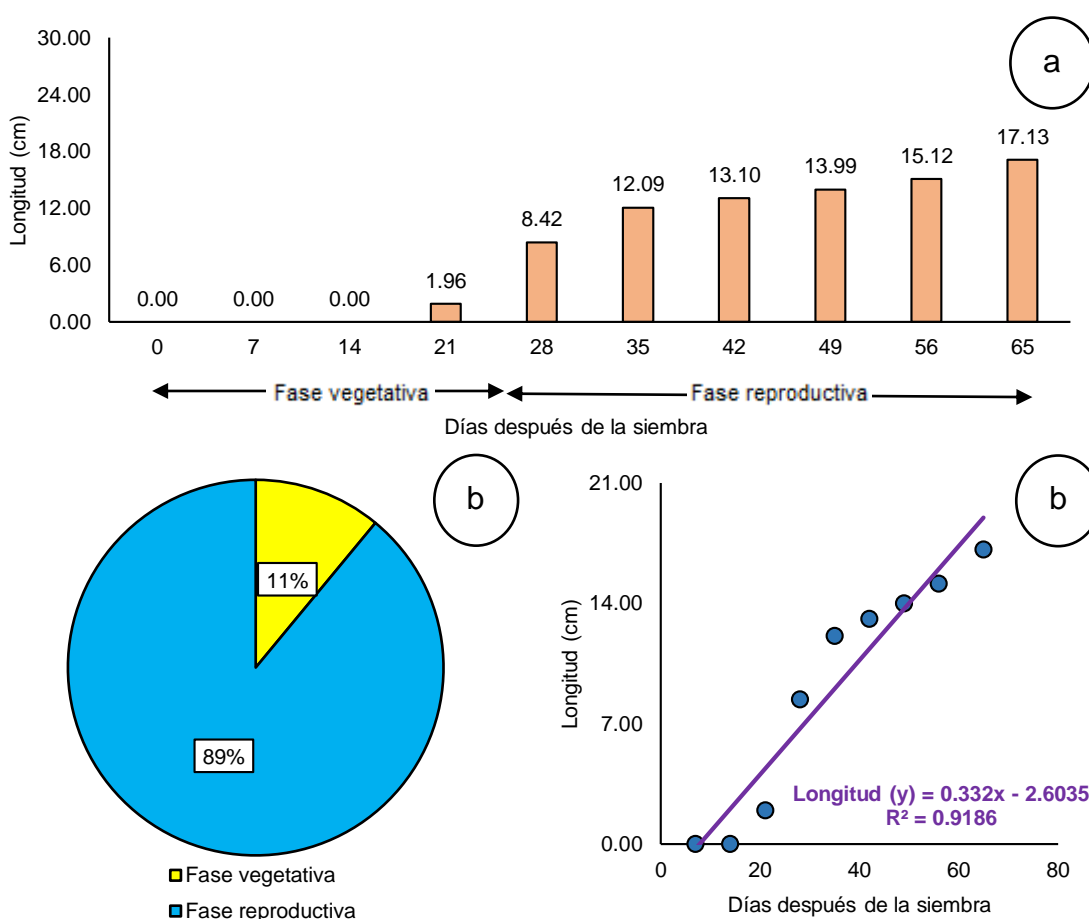 a
30.00
24.00
18.00
12.00
6.00
0.00
Longitud (cm)
0.00 0.00 0.00 1.96 8.42 12.09 13.10 13.99 15.12 17.13
0 7 14 21 28 35 42 49 56 65
Fase vegetativa Fase reproductiva
Días después de la siembra
b
11%
89%
Fase vegetativa
Fase reproductiva
b
21.00
14.00
7.00
0.00
Longitud (cm)
Longitud (y) = 0.332x - 2.6035
R² = 0.9186
0 20 40 60 80
Días después de la siembra